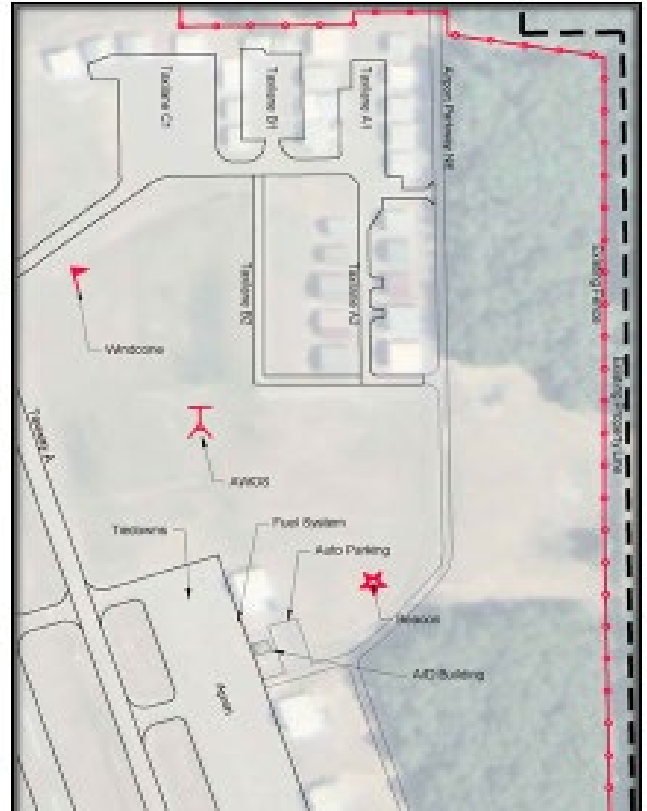 Taxilane C1
Taxilane B1
Taxilane A1
Airport Parkway NE
Taxilane B2
Taxilane A2
Existing Fence
Existing Property Line
Windcone
Taxiway A
AWOS
Tiedowns
Fuel System
Auto Parking
Beacon
A/D Building
Apron